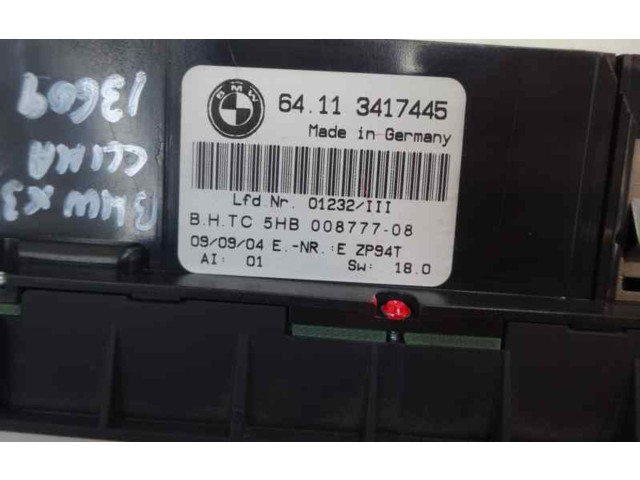 BMW
64.11 3417445
Made in Germany
Lfd.Nr. 01232/III
B.H.TC 5HB 008777-08
09/09/04 E.-NR.:E ZP94T
AI: 01 SW: 18.0
BMW X3
CLIMA
13609